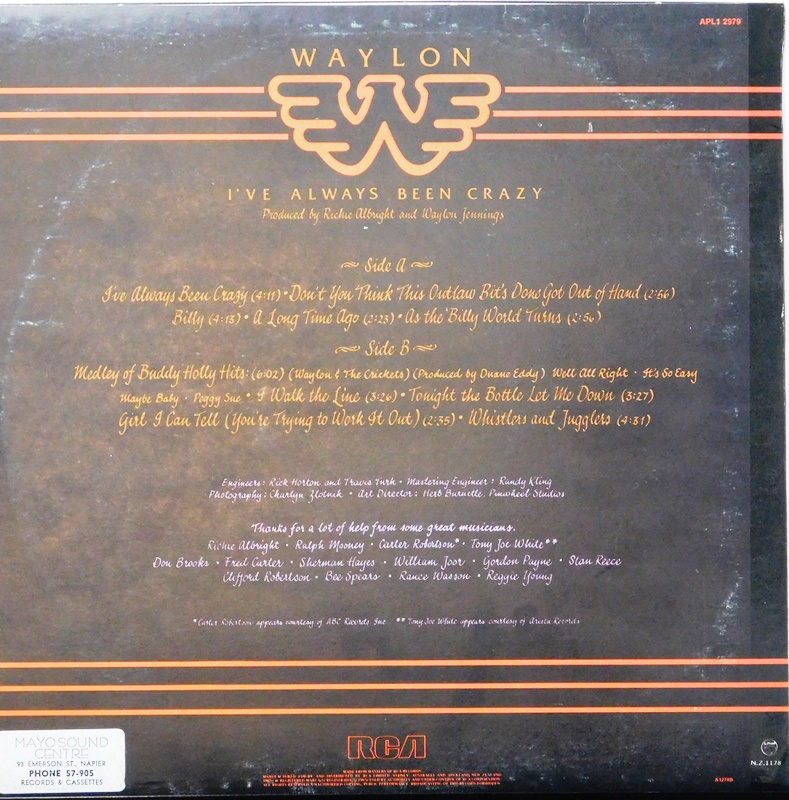 APL1 2979
WAYLON
W
I'VE ALWAYS BEEN CRAZY
Produced by Richie Albright and Waylon Jennings
Side A
I've Always Been Crazy (4:11) • Don't You Think This Outlaw Bit's Done Got Out of Hand (2:56)
Billy (4:13) • A Long Time Ago (2:23) • As the 'Billy World Turns (2:56)
Side B
Medley of Buddy Holly Hits: (6:02) (Waylon & The Crickets) (Produced by Duane Eddy) Well All Right · It's So Easy
Maybe Baby · Peggy Sue • I Walk the Line (3:26) • Tonight the Bottle Let Me Down (3:27)
Girl I Can Tell (You're Trying to Work It Out) (2:35) • Whistlers and Jugglers (4:31)
Engineers: Rick Horton and Travis Turk • Mastering Engineer: Randy Kling
Photography: Charlyn Zlotnik • Art Director: Herb Burnette, Pinwheel Studios
Thanks for a lot of help from some great musicians.
Richie Albright • Ralph Mooney • Carter Robertson* • Tony Joe White**
Don Brooks • Fred Carter • Sherman Hayes • William Joor • Gordon Payne • Stan Reece
Clifford Robertson • Bee Spears • Rance Wasson • Reggie Young
*Carter Robertson appears courtesy of ABC Records Inc **Tony Joe White appears courtesy of Arista Records
MAYO SOUND
CENTRE
93 EMERSON ST., NAPIER
PHONE 57-905
RECORDS & CASSETTES
RCA
N.Z.1178